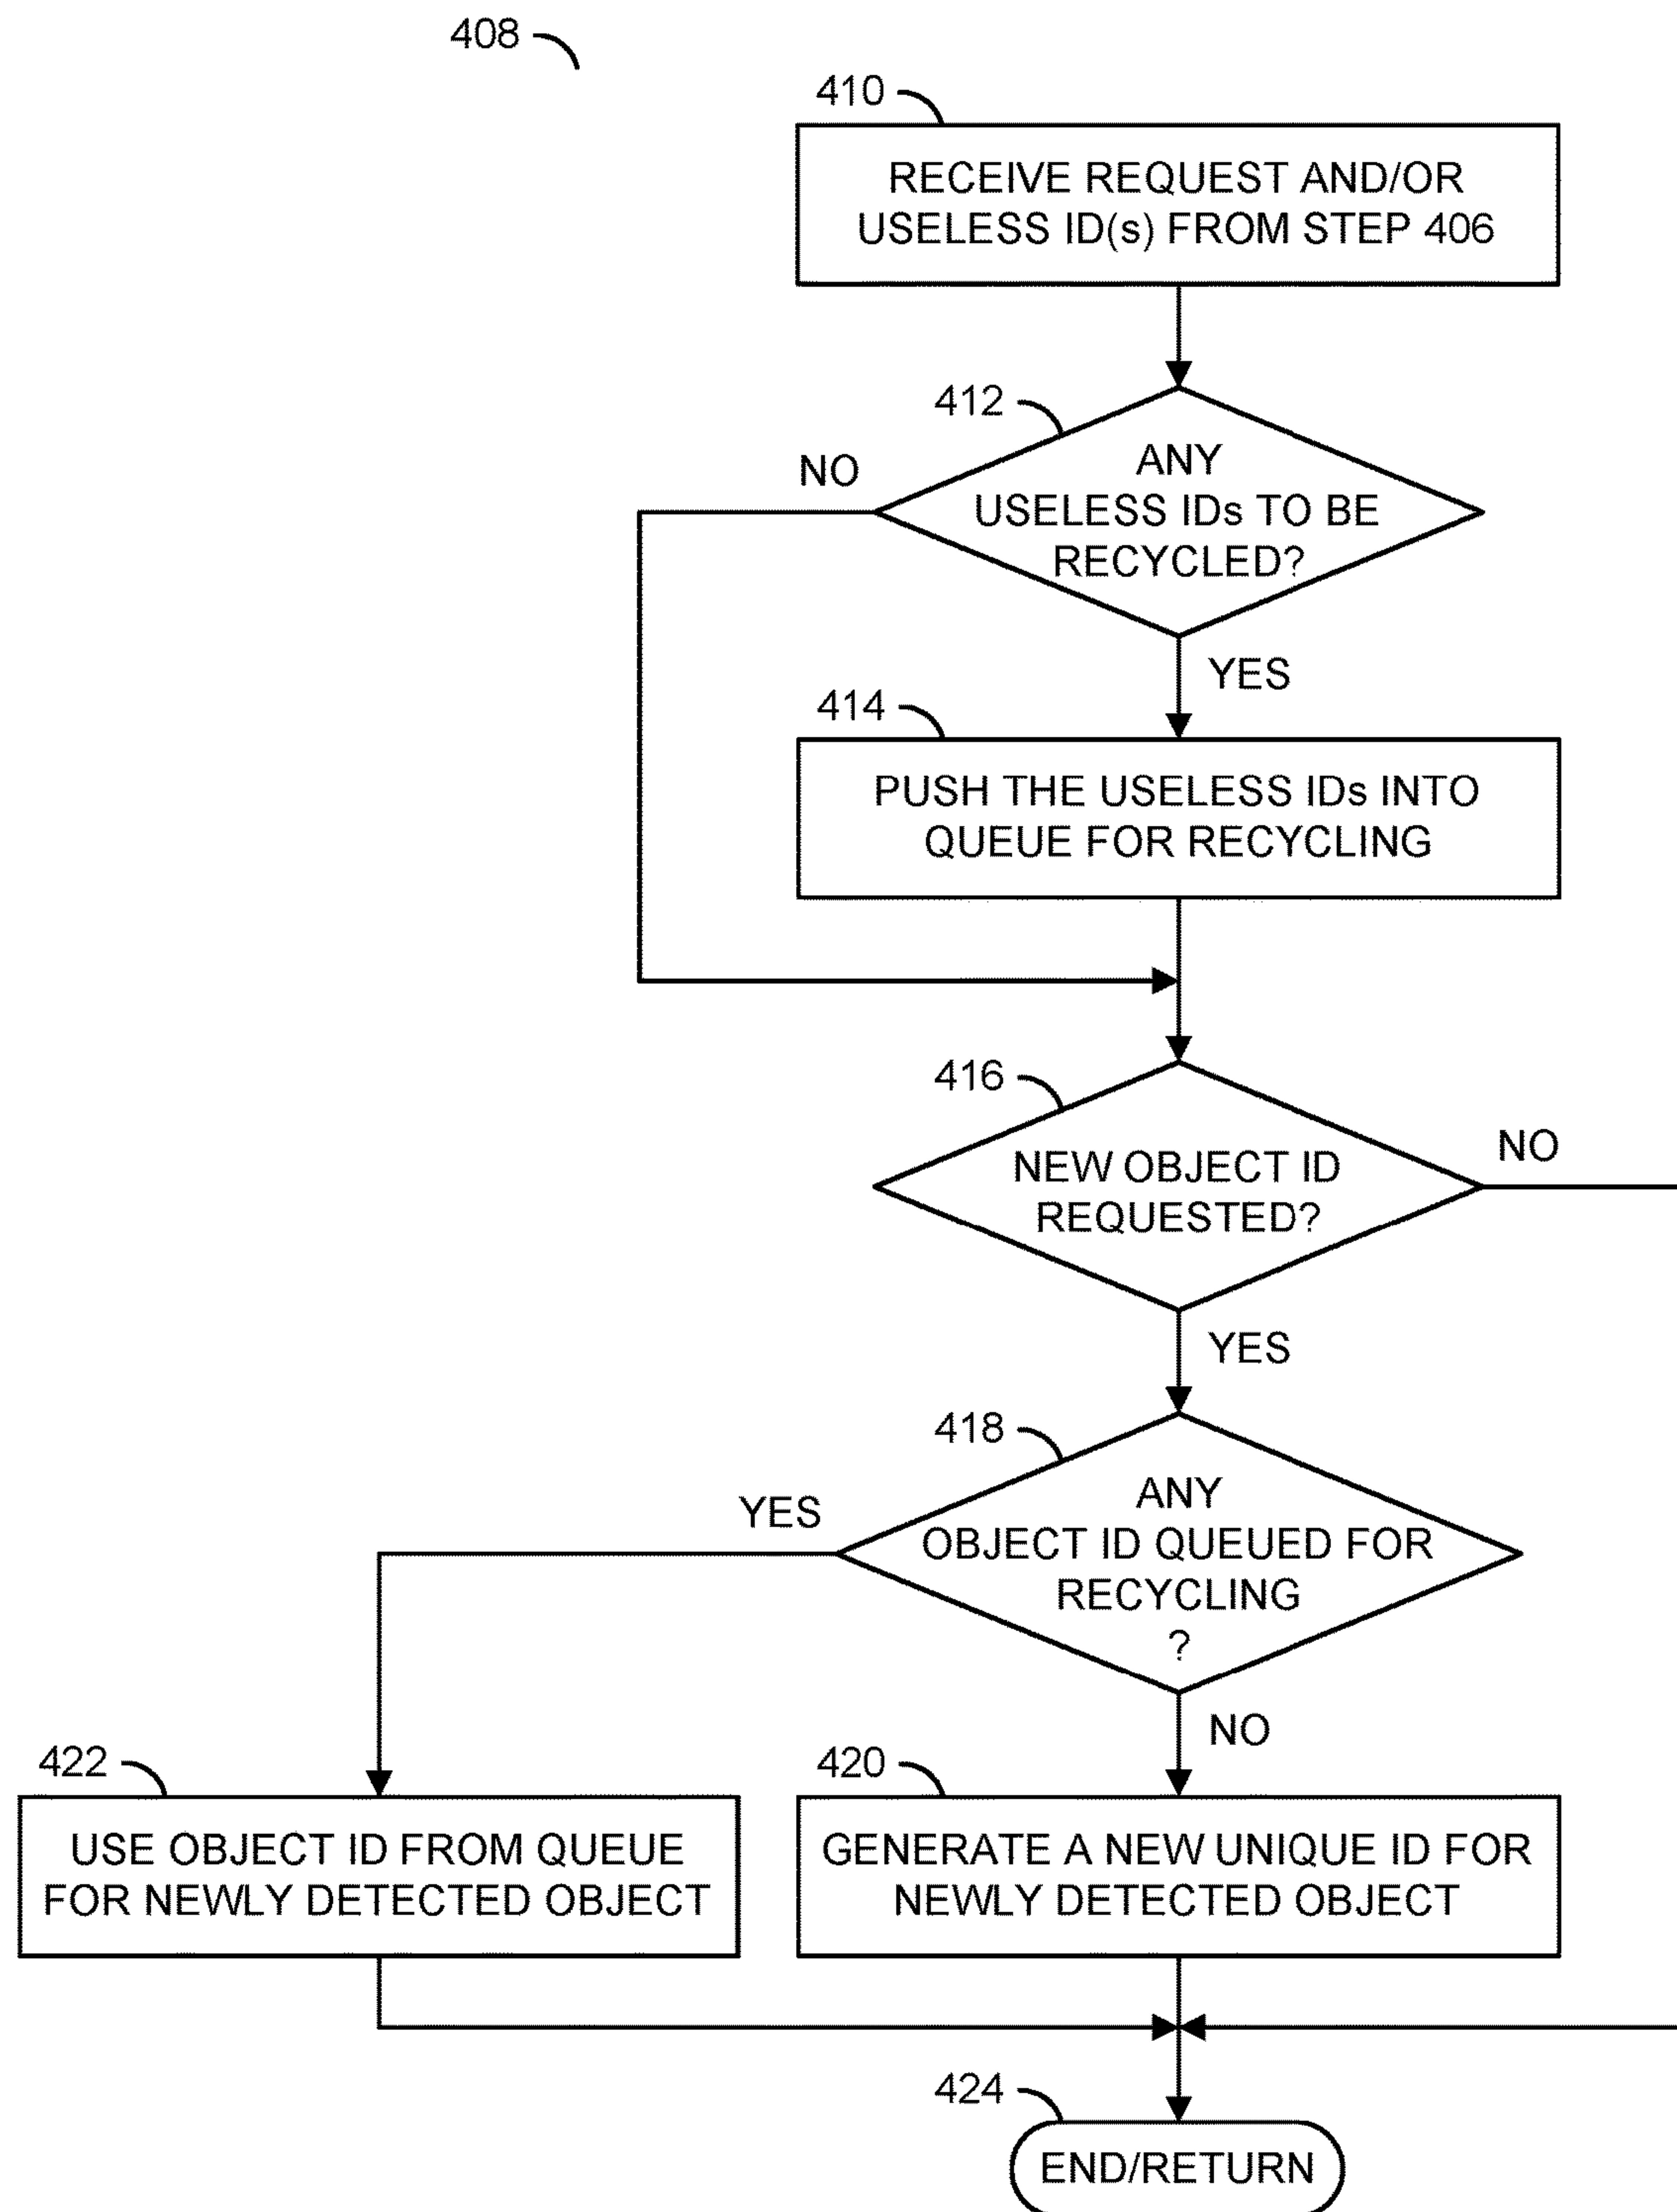 408
410
RECEIVE REQUEST AND/OR
USELESS ID(s) FROM STEP 406
412
NO
ANY
USELESS IDs TO BE
RECYCLED?
YES
414
PUSH THE USELESS IDs INTO
QUEUE FOR RECYCLING
416
NO
NEW OBJECT ID
REQUESTED?
YES
418
YES
ANY
OBJECT ID QUEUED FOR
RECYCLING
?
NO
422
USE OBJECT ID FROM QUEUE
FOR NEWLY DETECTED OBJECT
420
GENERATE A NEW UNIQUE ID FOR
NEWLY DETECTED OBJECT
424
END/RETURN